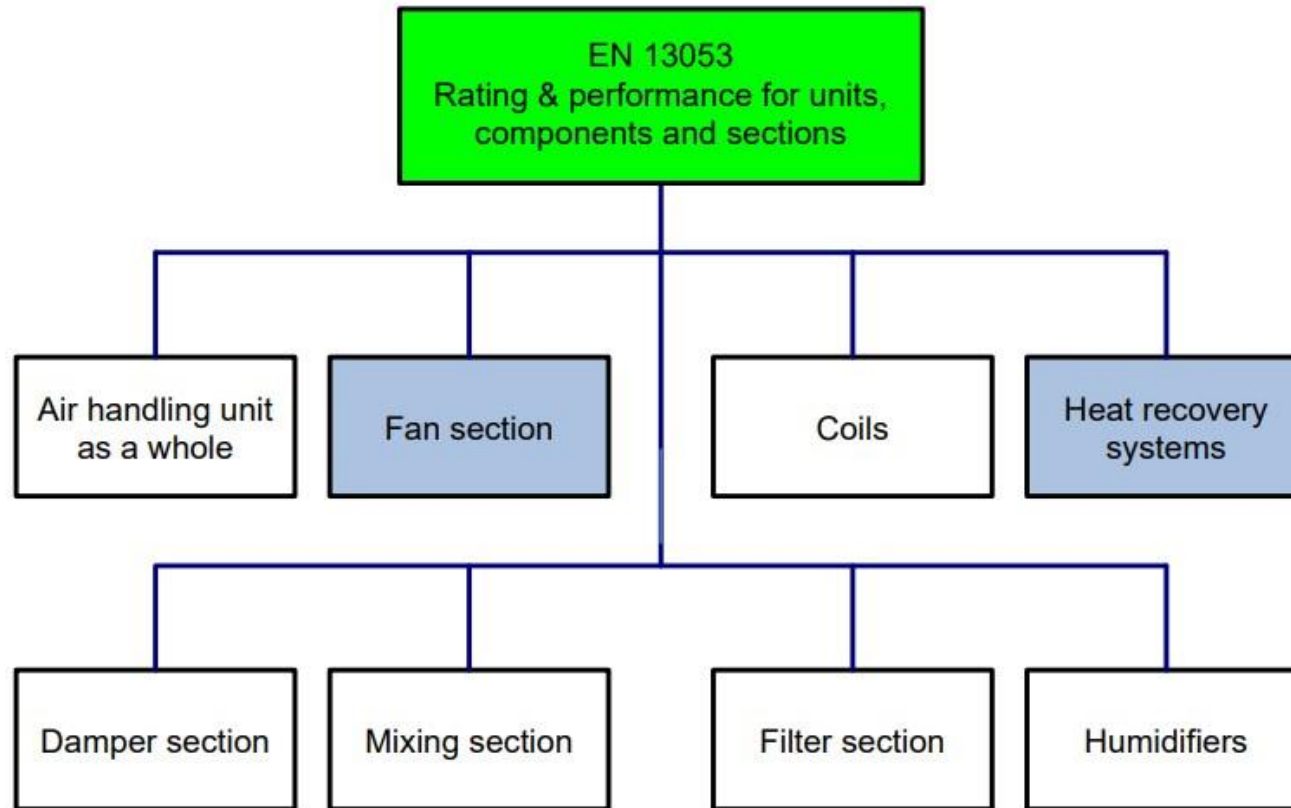 EN 13053
Rating & performance for units,
components and sections
Air handling unit
as a whole
Fan section
Coils
Heat recovery
systems
Damper section
Mixing section
Filter section
Humidifiers